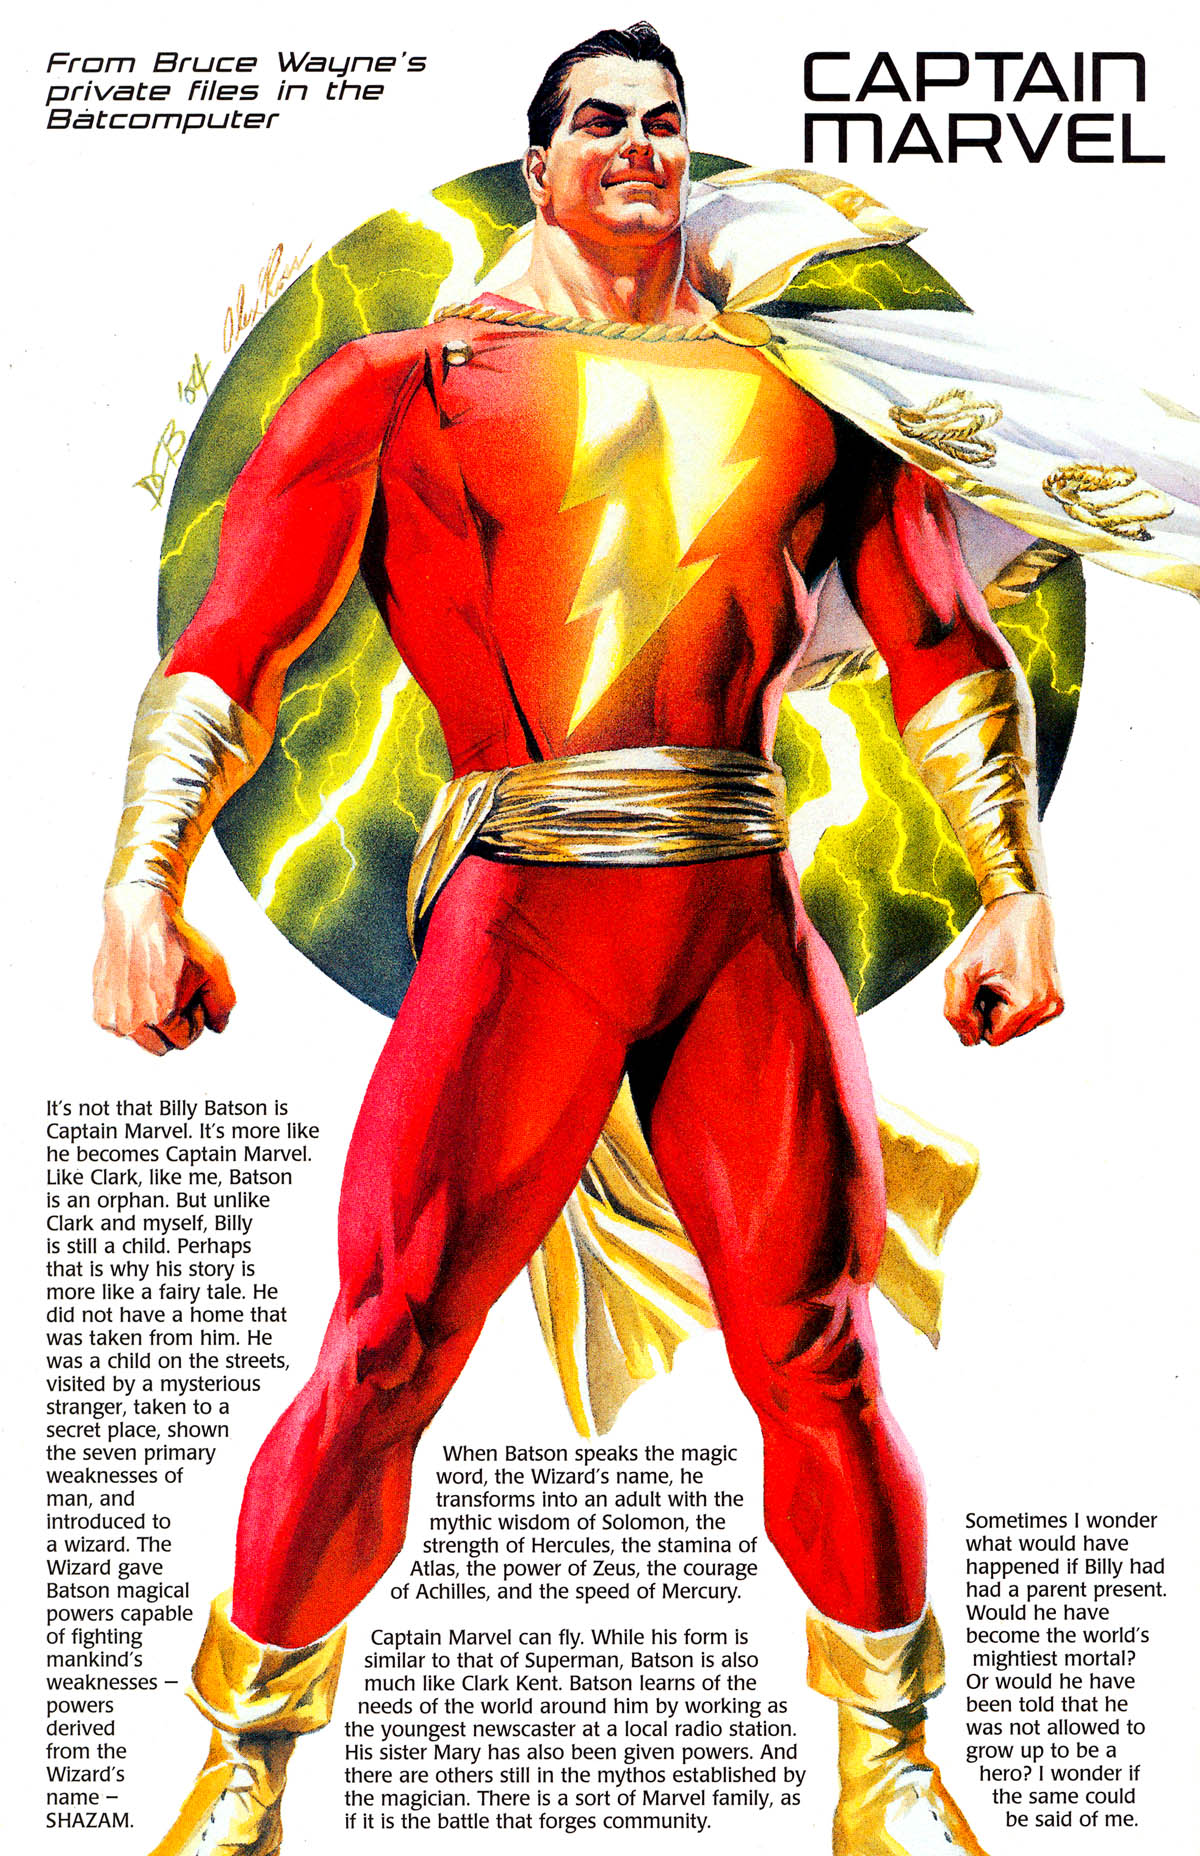 From Bruce Wayne's
private files in the
Batcomputer
CAPTAIN
MARVEL
Alex Ross
DB '04
It's not that Billy Batson is
Captain Marvel. It's more like
he becomes Captain Marvel.
Like Clark, like me, Batson
is an orphan. But unlike
Clark and myself, Billy
is still a child. Perhaps
that is why his story is
more like a fairy tale. He
did not have a home that
was taken from him. He
was a child on the streets,
visited by a mysterious
stranger, taken to a
secret place, shown
the seven primary
weaknesses of
man, and
introduced to
a wizard. The
Wizard gave
Batson magical
powers capable
of fighting
mankind's
weaknesses –
powers
derived
from the
Wizard's
name –
SHAZAM.
When Batson speaks the magic
word, the Wizard's name, he
transforms into an adult with the
mythic wisdom of Solomon, the
strength of Hercules, the stamina of
Atlas, the power of Zeus, the courage
of Achilles, and the speed of Mercury.
Captain Marvel can fly. While his form is
similar to that of Superman, Batson is also
much like Clark Kent. Batson learns of the
needs of the world around him by working as
the youngest newscaster at a local radio station.
His sister Mary has also been given powers. And
there are others still in the mythos established by
the magician. There is a sort of Marvel family, as
if it is the battle that forges community.
Sometimes I wonder
what would have
happened if Billy had
had a parent present.
Would he have
become the world's
mightiest mortal?
Or would he have
been told that he
was not allowed to
grow up to be a
hero? I wonder if
the same could
be said of me.